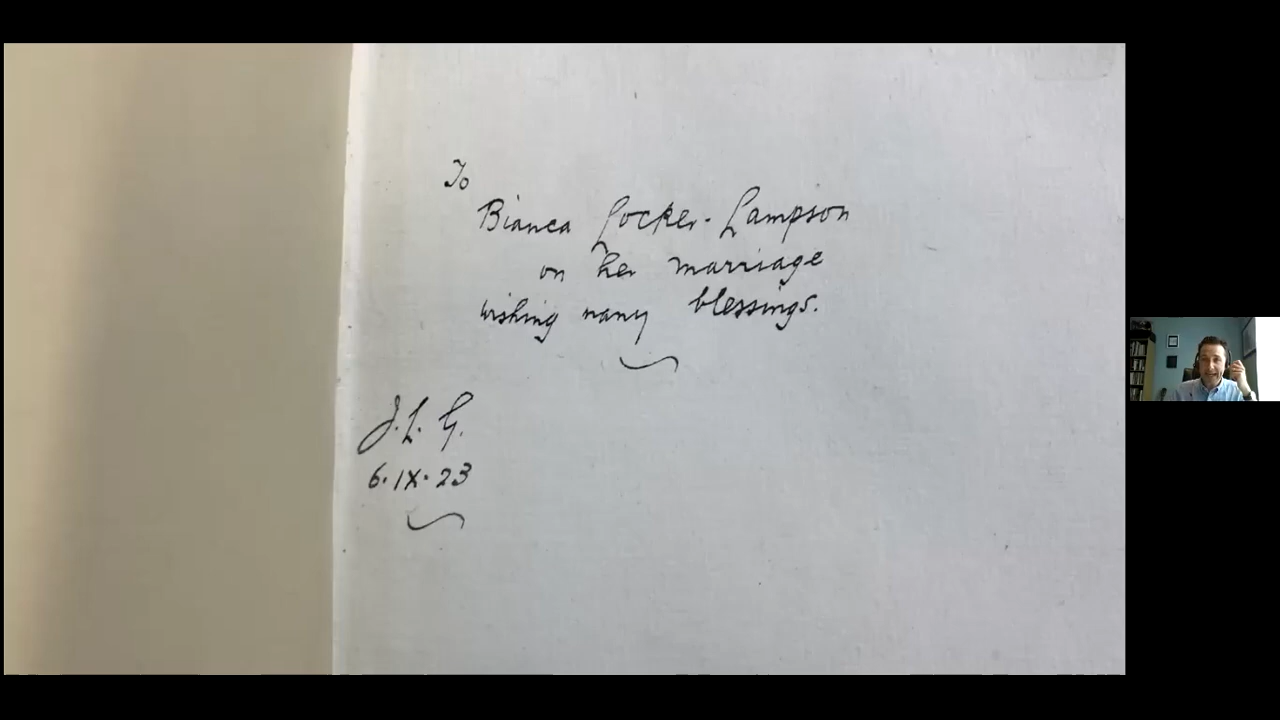 To
Bianca Locker-Lampson
on her marriage
wishing many blessings.
J. L. G.
6.IX.23